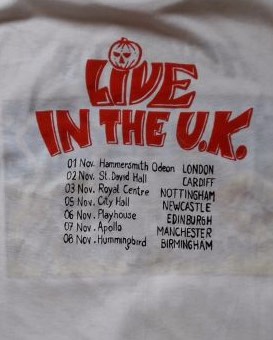 LIVE
IN THE U.K.
01 Nov. Hammersmith Odeon LONDON
02 Nov. St. David Hall CARDIFF
03 Nov. Royal Centre NOTTINGHAM
05 Nov. City Hall NEWCASTLE
06 Nov. Playhouse EDINBURGH
07 Nov. Apollo MANCHESTER
08 Nov. Hummingbird BIRMINGHAM